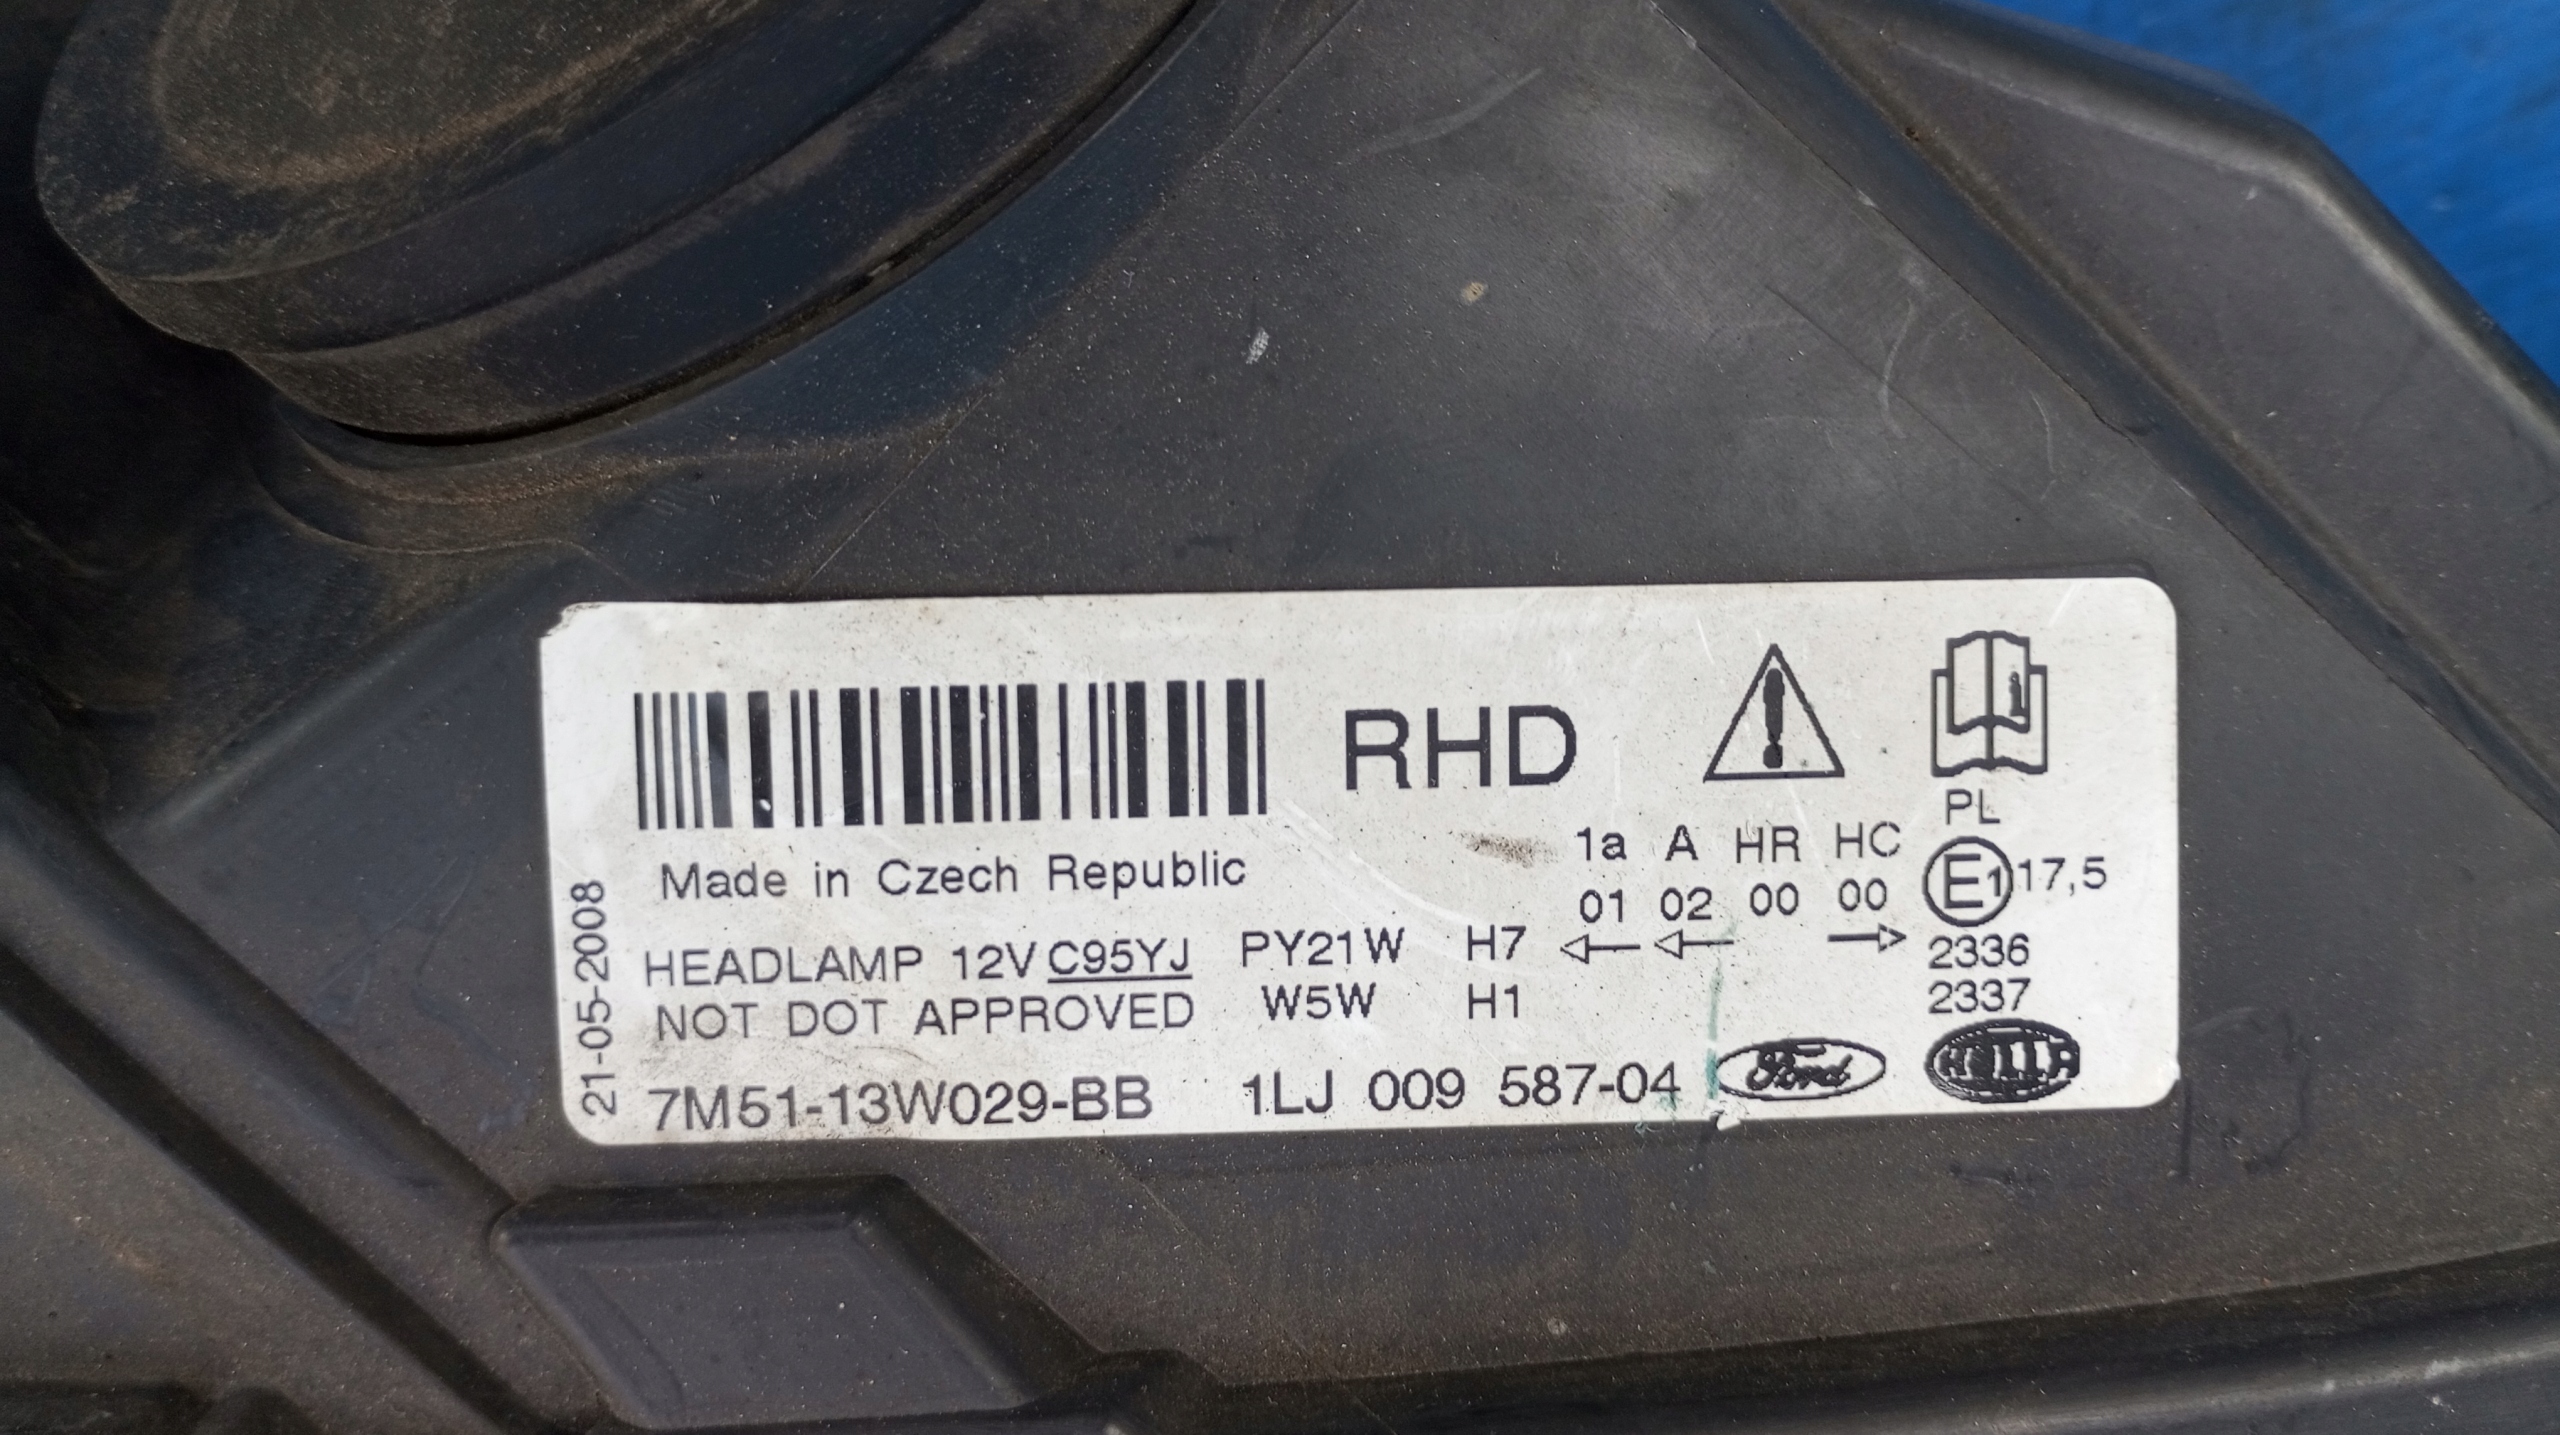 RHD
PL
1a A HR HC
01 02 00 00 E1 17,5
Made in Czech Republic
HEADLAMP 12V C95YJ PY21W H7 ← ← → 2336
NOT DOT APPROVED W5W H1 2337
7M51-13W029-BB 1LJ 009 587-04 Ford HELLA
21-05-2008